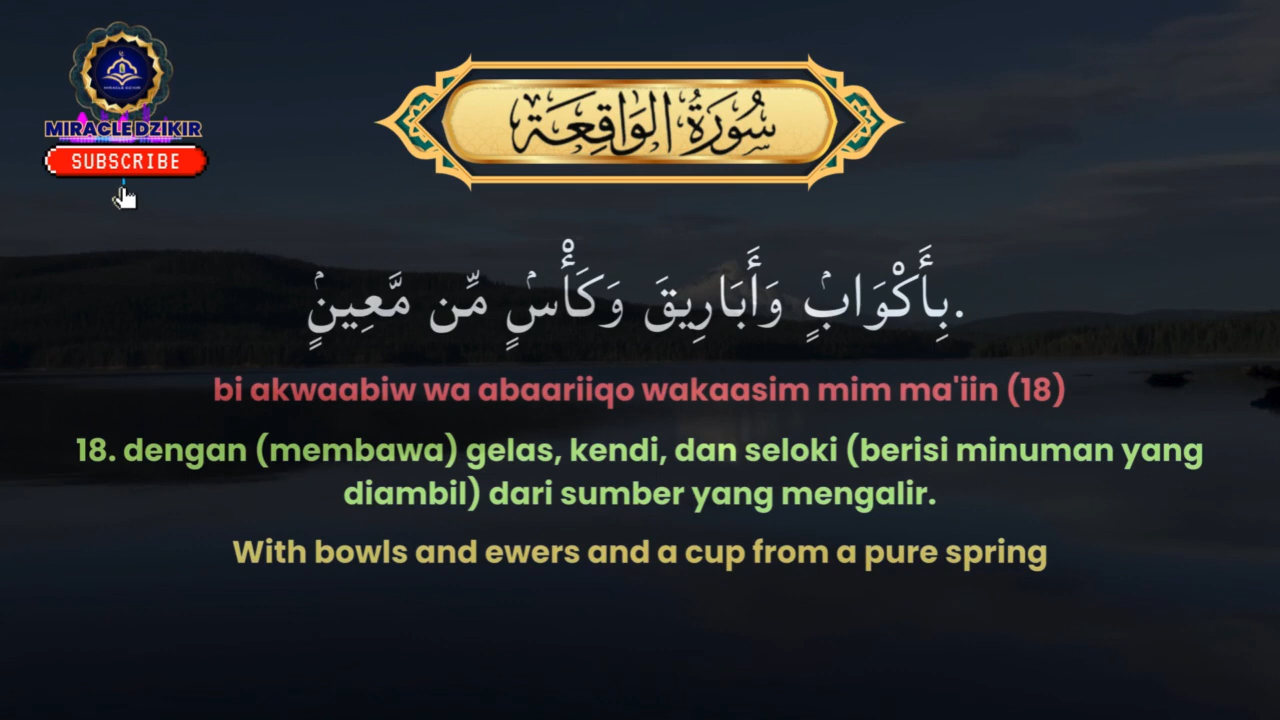 MIRACLE DZIKIR
SUBSCRIBE
سُورَةُ الوَاقِعَة
بِأَكْوَابٍۢ وَأَبَارِيقَ وَكَأْسٍۢ مِّن مَّعِينٍۢ.
bi akwaabiw wa abaariiqo wakaasim mim ma'iin (18)
18. dengan (membawa) gelas, kendi, dan seloki (berisi minuman yang
diambil) dari sumber yang mengalir.
With bowls and ewers and a cup from a pure spring